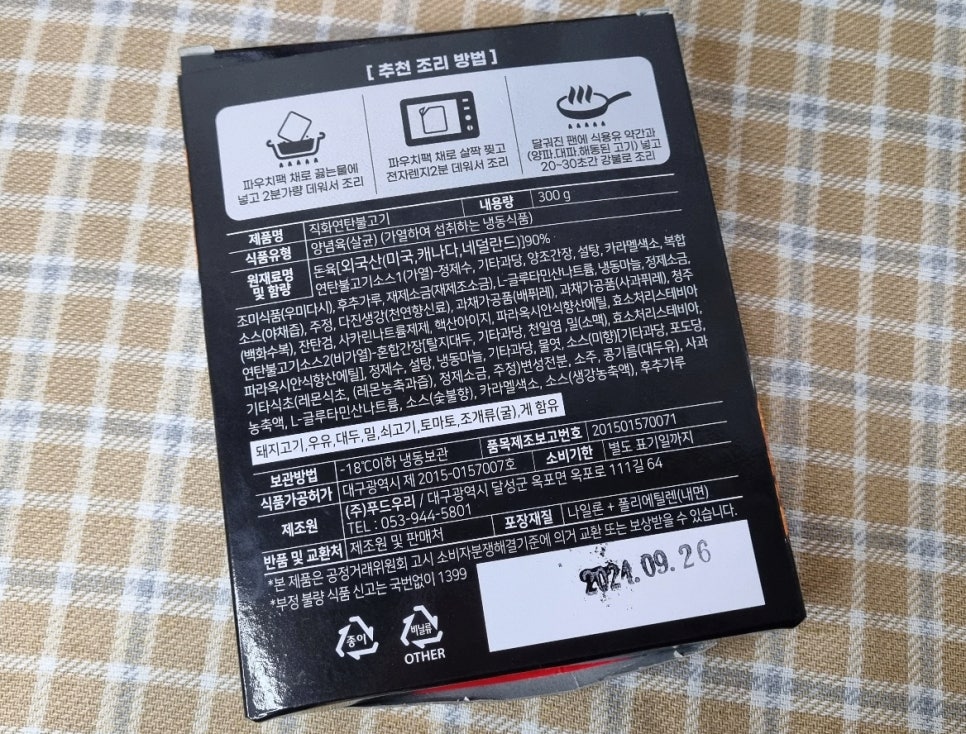 [ 추천 조리 방법 ]
파우치팩 채로 끓는물에
넣고 2분가량 데워서 조리
파우치팩 채로 살짝 찢고
전자렌지2분 데워서 조리
달궈진 팬에 식용유 약간과
(양파.대파.해동된 고기) 넣고
20-30초간 강불로 조리
제품명 직화연탄불고기 내용량 300 g
식품유형 양념육(살균) (가열하여 섭취하는 냉동식품)
원재료명 및 함량 돈육[외국산(미국,캐나다,네덜란드)]90%
연탄불고기소스1(가열)-정제수, 기타과당, 양조간장, 설탕, 카라멜색소, 복합
조미식품(우미다시), 후추가루, 재제소금(재제조소금), L-글루타민산나트륨, 냉동마늘, 정제소금,
소스(야채즙), 주정, 다진생강(천연향신료), 과채가공품(배퓨레), 과채가공품(사과퓨레), 청주
(백화수복), 잔탄검, 사카린나트륨제제, 핵산아이지, 파라옥시안식향산에틸, 효소처리스테비아
연탄불고기소스2(비가열)-혼합간장[탈지대두, 기타과당, 천일염 밀(소맥), 효소처리스테비아,
파라옥시안식향산에틸], 정제수, 설탕, 냉동마늘, 기타과당, 물엿, 소스(미향)[기타과당, 포도당,
기타식초(레몬식초, (레몬농축과즙), 정제소금, 주정)변성전분, 소주, 콩기름(대두유), 사과
농축액, L-글루타민산나트륨, 소스(숯불향), 카라멜색소, 소스(생강농축액), 후추가루
돼지고기,우유,대두,밀,쇠고기,토마토,조개류(굴),게 함유
보관방법 -18℃이하 냉동보관 품목제조보고번호 201501570071
식품가공허가 대구광역시 제 2015-0157007호 소비기한 별도 표기일까지
제조원 (주)푸드우리 / 대구광역시 달성군 옥포면 옥포로 111길 64
TEL : 053-944-5801
반품 및 교환처 제조원 및 판매처 포장재질 나일론 + 폴리에틸렌(내면)
*본 제품은 공정거래위원회 고시 소비자분쟁해결기준에 의거 교환 또는 보상받을 수 있습니다.
*부정 불량 식품 신고는 국번없이 1399
2024.09.26
종이
비닐류
OTHER